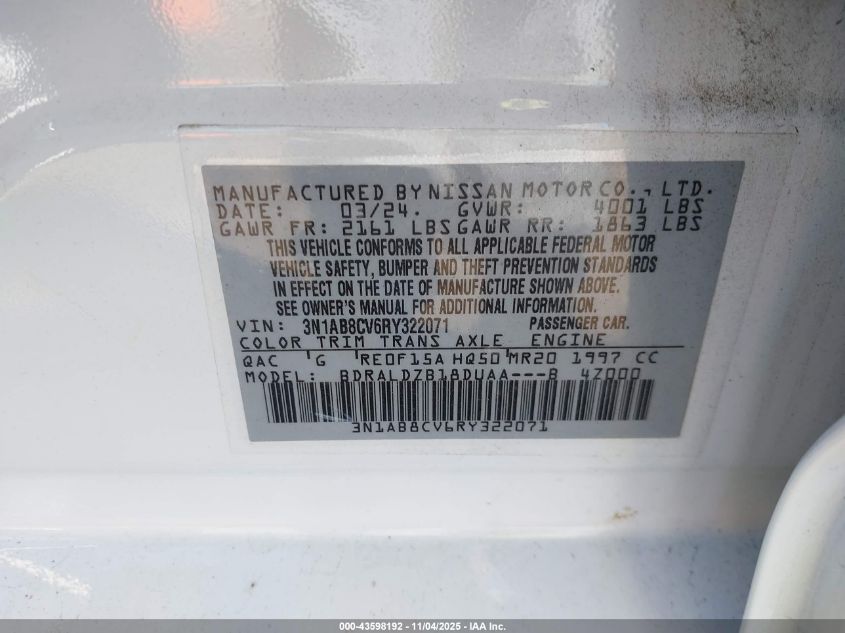 MANUFACTURED BY NISSAN MOTOR CO., LTD.
DATE: 03/24. GVWR: 4001 LBS
GAWR FR: 2161 LBS GAWR RR: 1863 LBS
THIS VEHICLE CONFORMS TO ALL APPLICABLE FEDERAL MOTOR
VEHICLE SAFETY, BUMPER AND THEFT PREVENTION STANDARDS
IN EFFECT ON THE DATE OF MANUFACTURE SHOWN ABOVE.
SEE OWNER'S MANUAL FOR ADDITIONAL INFORMATION.
VIN: 3N1AB8CV6RY322071 PASSENGER CAR.
COLOR TRIM TRANS AXLE ENGINE
QAC G RE0F15A HQ50 MR20 1997 CC
MODEL: BDRALDZB18DUAA---B 4Z000
3N1AB8CV6RY322071
000-43598192 - 11/04/2025 - IAA Inc.